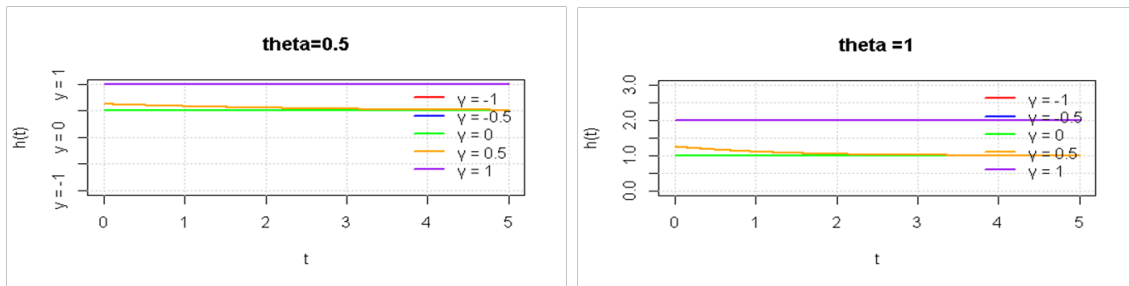 theta=0.5
y = 1
y = 0
y = -1
h(t)
γ = -1
γ = -0.5
γ = 0
γ = 0.5
γ = 1
0 1 2 3 4 5
t
theta =1
3.0
2.0
1.0
0.0
h(t)
γ = -1
γ = -0.5
γ = 0
γ = 0.5
γ = 1
0 1 2 3 4 5
t